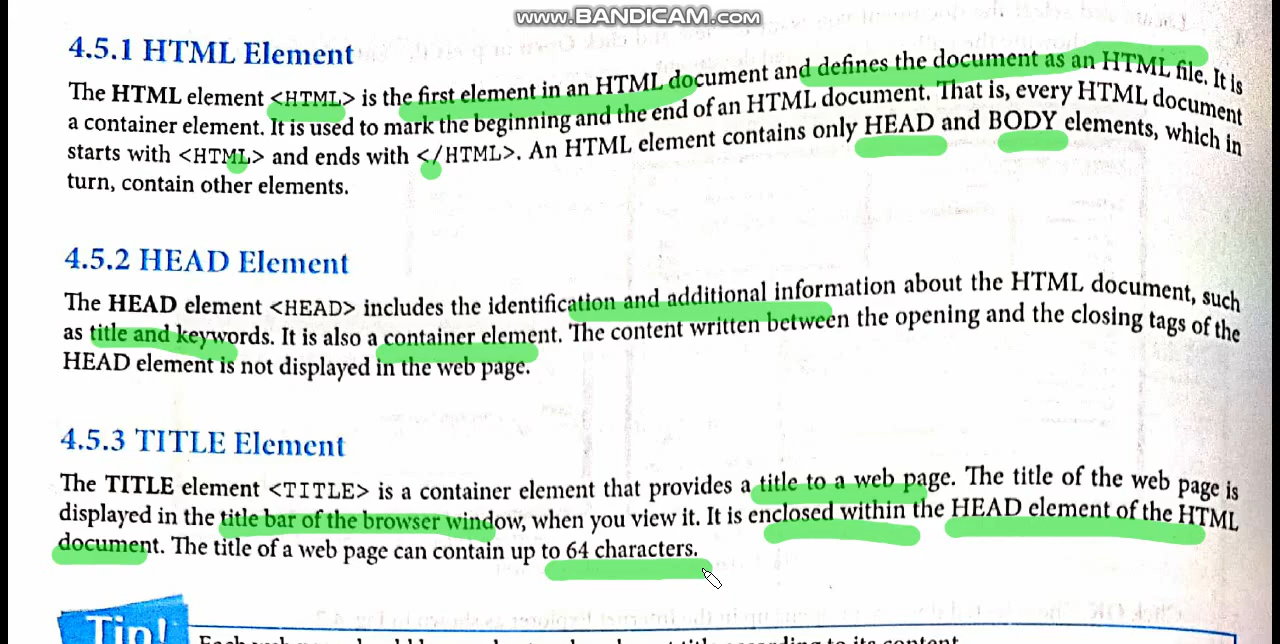 www.BANDICAM.com
4.5.1 HTML Element
The HTML element <HTML> is the first element in an HTML document and defines the document as an HTML file. It is
a container element. It is used to mark the beginning and the end of an HTML document. That is, every HTML document
starts with <HTML> and ends with </HTML>. An HTML element contains only HEAD and BODY elements, which in
turn, contain other elements.
4.5.2 HEAD Element
The HEAD element <HEAD> includes the identification and additional information about the HTML document, such
as title and keywords. It is also a container element. The content written between the opening and the closing tags of the
HEAD element is not displayed in the web page.
4.5.3 TITLE Element
The TITLE element <TITLE> is a container element that provides a title to a web page. The title of the web page is
displayed in the title bar of the browser window, when you view it. It is enclosed within the HEAD element of the HTML
document. The title of a web page can contain up to 64 characters.
Tip!